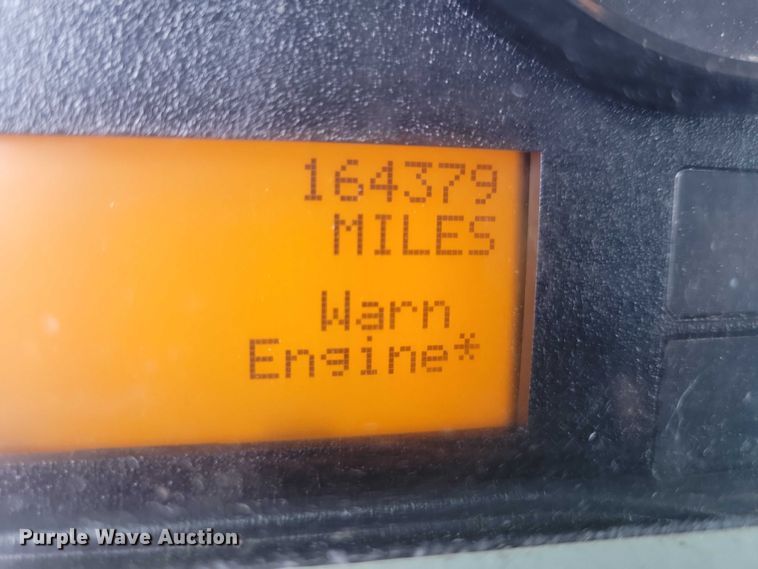 164379
MILES
Warn
Engine*
Purple Wave Auction